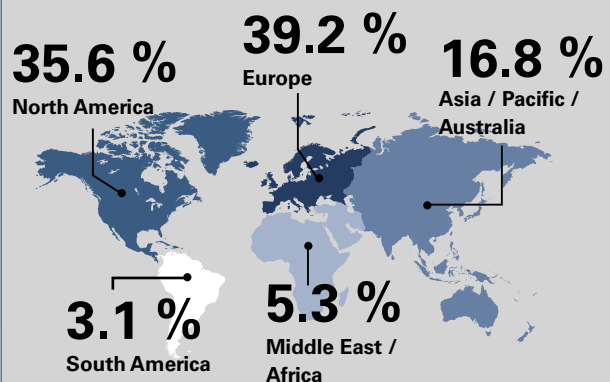 35.6 %
North America
39.2 %
Europe
16.8 %
Asia / Pacific /
Australia
3.1 %
South America
5.3 %
Middle East /
Africa